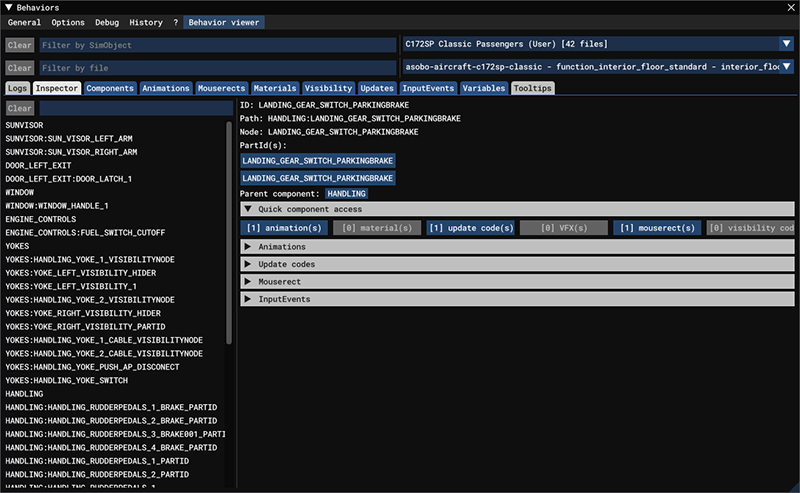 Behaviors
General Options Debug History ? Behavior viewer
Clear Filter by SimObject C172SP Classic Passengers (User) [42 files]
Clear Filter by file asobo-aircraft-c172sp-classic - function_interior_floor_standard - interior_floo
Logs Inspector Components Animations Mouserects Materials Visibility Updates InputEvents Variables Tooltips
Clear
SUNVISOR
SUNVISOR:SUN_VISOR_LEFT_ARM
SUNVISOR:SUN_VISOR_RIGHT_ARM
DOOR_LEFT_EXIT
DOOR_LEFT_EXIT:DOOR_LATCH_1
WINDOW
WINDOW:WINDOW_HANDLE_1
ENGINE_CONTROLS
ENGINE_CONTROLS:FUEL_SWITCH_CUTOFF
YOKES
YOKES:HANDLING_YOKE_1_VISIBILITYNODE
YOKES:YOKE_LEFT_VISIBILITY_HIDER
YOKES:YOKE_LEFT_VISIBILITY_1
YOKES:HANDLING_YOKE_2_VISIBILITYNODE
YOKES:YOKE_RIGHT_VISIBILITY_HIDER
YOKES:YOKE_RIGHT_VISIBILITY_PARTID
YOKES:HANDLING_YOKE_1_CABLE_VISIBILITYNODE
YOKES:HANDLING_YOKE_2_CABLE_VISIBILITYNODE
YOKES:HANDLING_YOKE_PUSH_AP_DISCONECT
YOKES:HANDLING_YOKE_SWITCH
HANDLING
HANDLING:HANDLING_RUDDERPEDALS_1_BRAKE_PARTID
HANDLING:HANDLING_RUDDERPEDALS_2_BRAKE_PARTID
HANDLING:HANDLING_RUDDERPEDALS_3_BRAKE001_PARTI
HANDLING:HANDLING_RUDDERPEDALS_4_BRAKE_PARTID
HANDLING:HANDLING_RUDDERPEDALS_1_PARTID
HANDLING:HANDLING_RUDDERPEDALS_2_PARTID
ID: LANDING_GEAR_SWITCH_PARKINGBRAKE
Path: HANDLING:LANDING_GEAR_SWITCH_PARKINGBRAKE
Node: LANDING_GEAR_SWITCH_PARKINGBRAKE
PartId(s):
LANDING_GEAR_SWITCH_PARKINGBRAKE
LANDING_GEAR_SWITCH_PARKINGBRAKE
Parent component: HANDLING
Quick component access
[1] animation(s) [0] material(s) [1] update code(s) [0] VFX(s) [1] mouserect(s) [0] visibility cod
Animations
Update codes
Mouserect
InputEvents